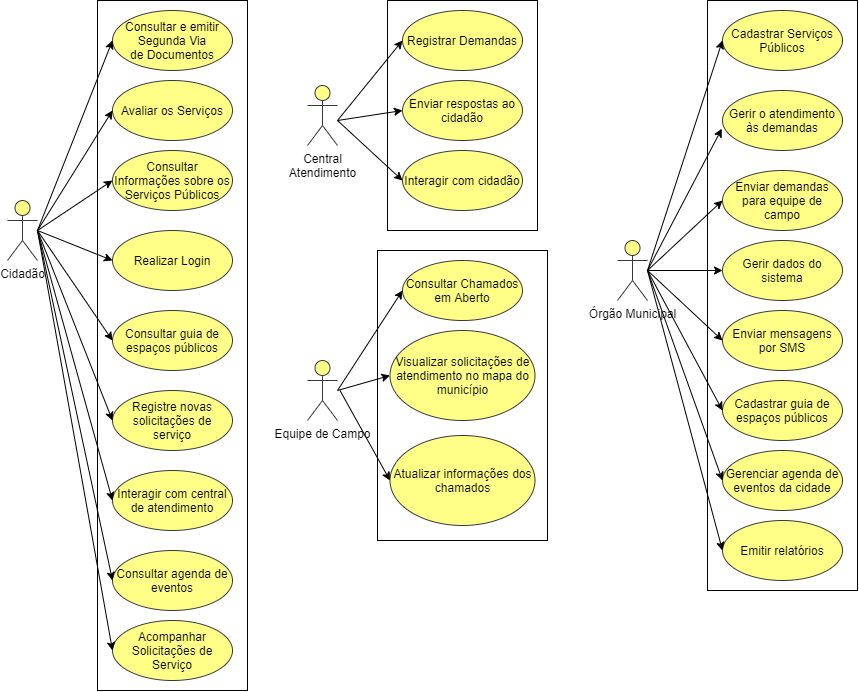 Cidadão
Consultar e emitir
Segunda Via
de Documentos
Avaliar os Serviços
Consultar
Informações sobre os
Serviços Públicos
Realizar Login
Consultar guia de
espaços públicos
Registre novas
solicitações de
serviço
Interagir com central
de atendimento
Consultar agenda de
eventos
Acompanhar
Solicitações de
Serviço
Central
Atendimento
Registrar Demandas
Enviar respostas ao
cidadão
Interagir com cidadão
Equipe de Campo
Consultar Chamados
em Aberto
Visualizar solicitações de
atendimento no mapa do
município
Atualizar informações dos
chamados
Órgão Municipal
Cadastrar Serviços
Públicos
Gerir o atendimento
às demandas
Enviar demandas
para equipe de
campo
Gerir dados do
sistema
Enviar mensagens
por SMS
Cadastrar guia de
espaços públicos
Gerenciar agenda de
eventos da cidade
Emitir relatórios